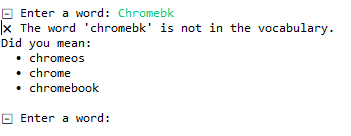 Enter a word: Chromebk
× The word 'chromebk' is not in the vocabulary.
Did you mean:
• chromeos
• chrome
• chromebook
Enter a word: